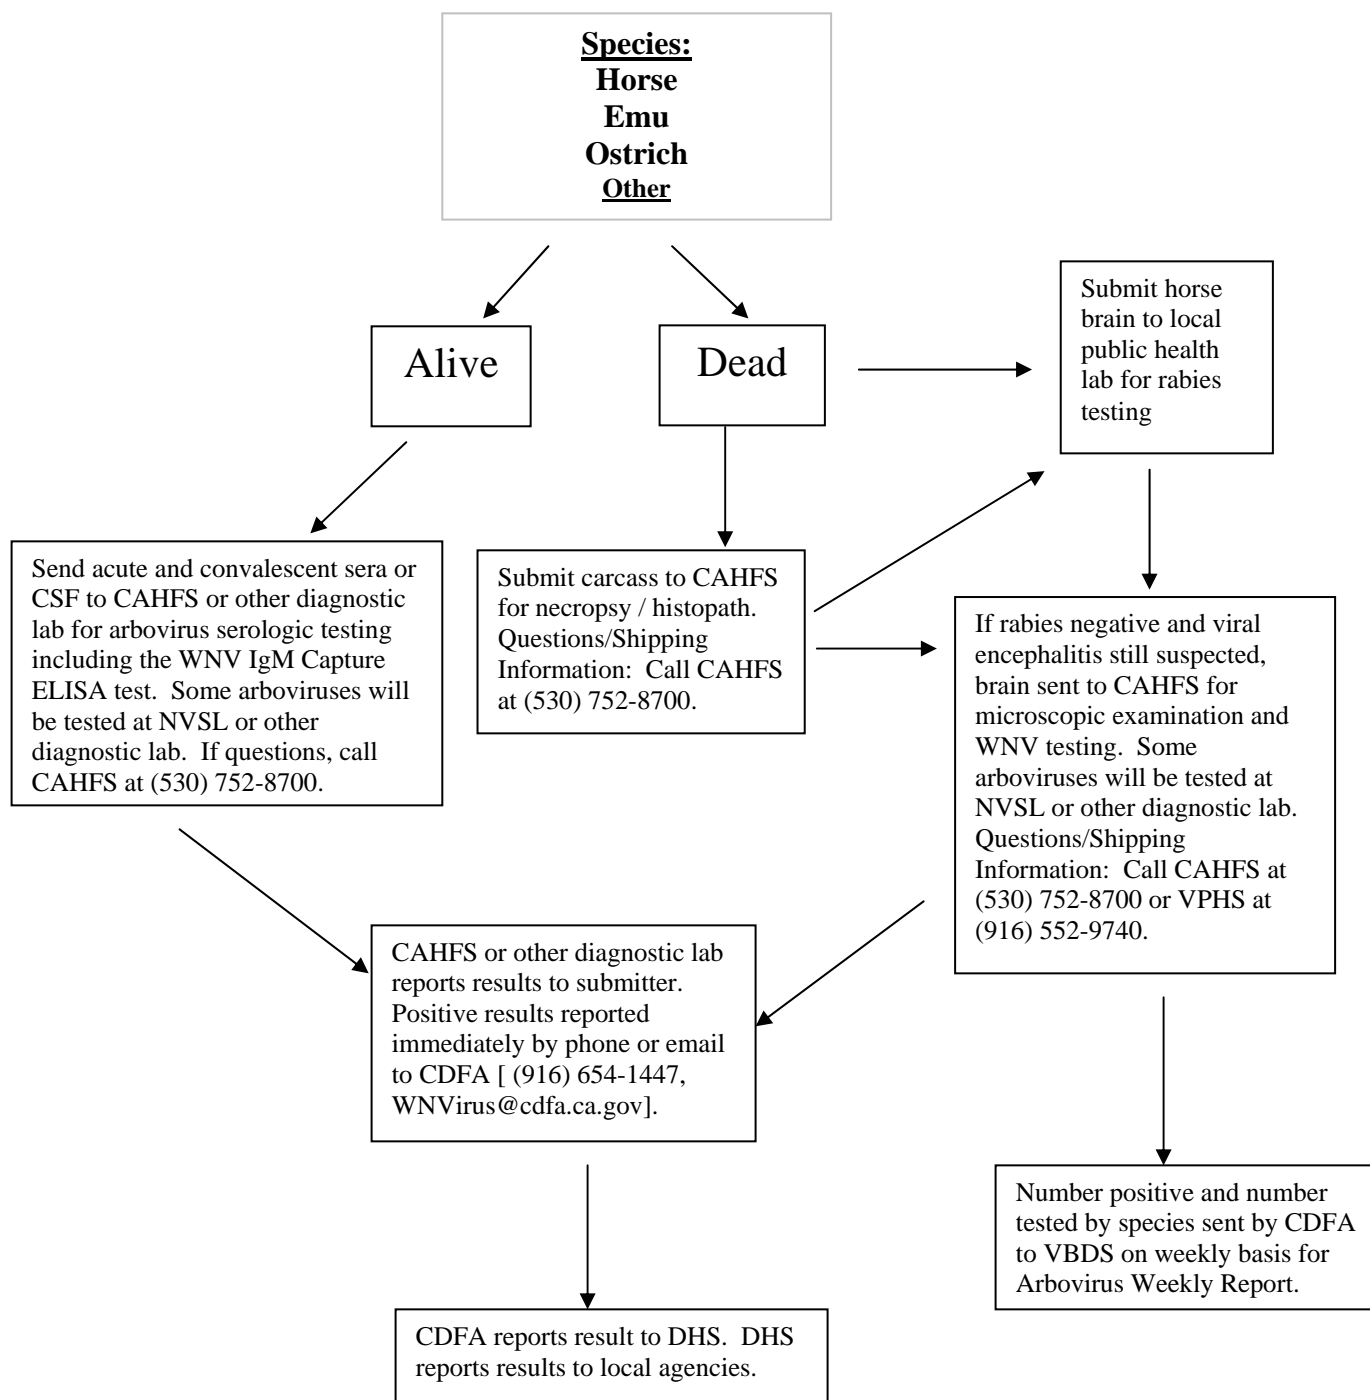 Species:
Horse
Emu
Ostrich
Other
Alive
Dead
Submit horse
brain to local
public health
lab for rabies
testing
Send acute and convalescent sera or
CSF to CAHFS or other diagnostic
lab for arbovirus serologic testing
including the WNV IgM Capture
ELISA test.  Some arboviruses will
be tested at NVSL or other
diagnostic lab.  If questions, call
CAHFS at (530) 752-8700.
Submit carcass to CAHFS
for necropsy / histopath.
Questions/Shipping
Information:  Call CAHFS
at (530) 752-8700.
If rabies negative and viral
encephalitis still suspected,
brain sent to CAHFS for
microscopic examination and
WNV testing.  Some
arboviruses will be tested at
NVSL or other diagnostic lab.
Questions/Shipping
Information:  Call CAHFS at
(530) 752-8700 or VPHS at
(916) 552-9740.
CAHFS or other diagnostic lab
reports results to submitter.
Positive results reported
immediately by phone or email
to CDFA [ (916) 654-1447,
WNVirus@cdfa.ca.gov].
Number positive and number
tested by species sent by CDFA
to VBDS on weekly basis for
Arbovirus Weekly Report.
CDFA reports result to DHS.  DHS
reports results to local agencies.